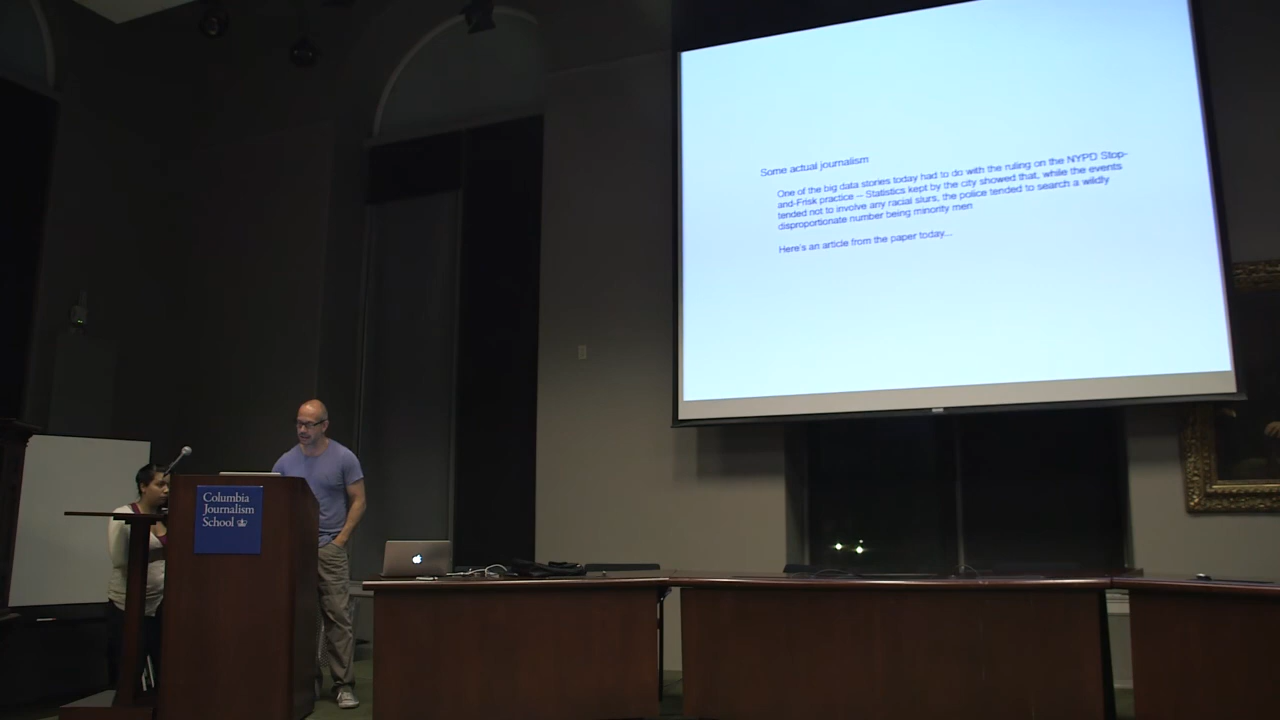 Some actual journalism
One of the big data stories today had to do with the ruling on the NYPD Stop-
and-Frisk practice -- Statistics kept by the city showed that, while the events
tended not to involve any racial slurs, the police tended to search a wildly
disproportionate number being minority men
Here's an article from the paper today...
Columbia
Journalism
School